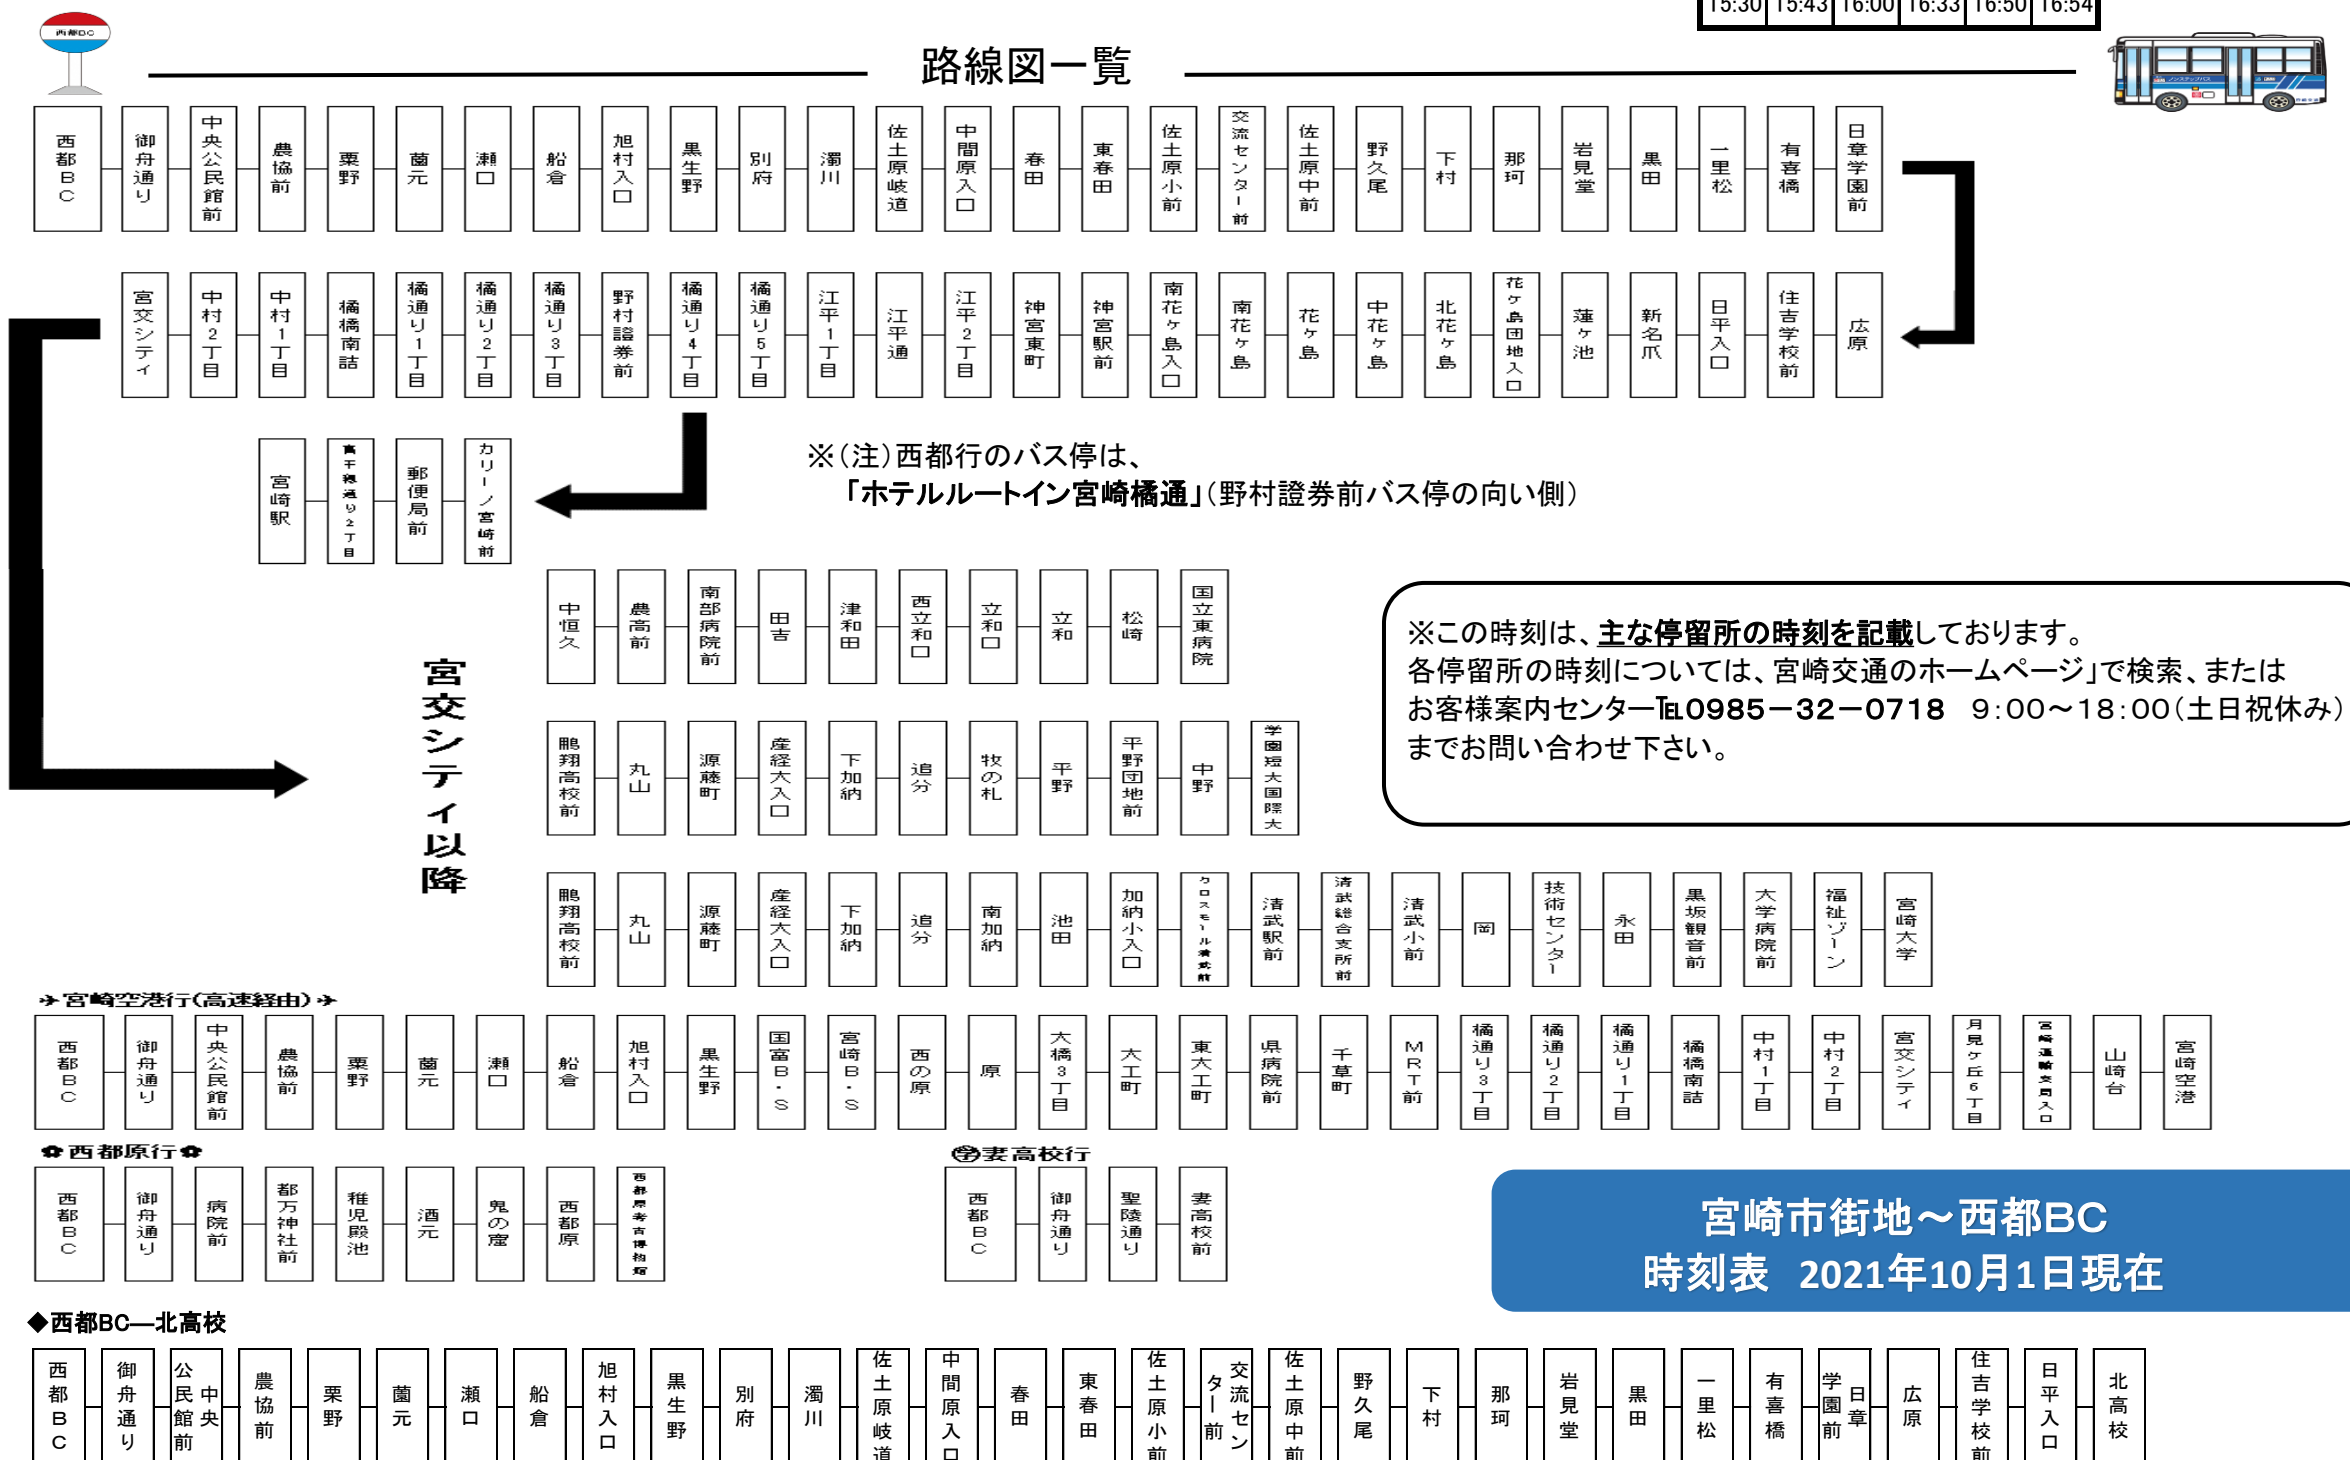 15:30 15:43 16:00 16:33 16:50 16:54
西都BC
路線図一覧
西都BC 御舟通り 中央公民館前 農協前 栗野 薗元 瀬口 船倉 旭村入口 黒生野 別府 濁川 佐土原岐道 中間原入口 春田 東春田 佐土原小前 交流センター前 佐土原中前 野久尾 下村 那珂 岩見堂 黒田 一里松 有喜橋 日章学園前
宮交シティ 中村2丁目 中村1丁目 橘橋南詰 橘通り1丁目 橘通り2丁目 橘通り3丁目 野村證券前 橘通り4丁目 橘通り5丁目 江平1丁目 江平通 江平2丁目 神宮東町 神宮駅前 南花ヶ島入口 南花ヶ島 花ヶ島 中花ヶ島 北花ヶ島 花ヶ島団地入口 蓮ヶ池 新名爪 日平入口 住吉学校前 広原
宮崎駅 高千穂通り2丁目 郵便局前 カリーノ宮崎前
※(注)西都行のバス停は、
「ホテルルートイン宮崎橘通」(野村證券前バス停の向い側)
宮交シティ以降
中恒久 農高前 南部病院前 田吉 津和田 西立和口 立和口 立和 松崎 国立東病院
鵬翔高校前 丸山 源藤町 産経大入口 下加納 追分 牧の札 平野 平野団地前 中野 学園短大国際大
鵬翔高校前 丸山 源藤町 産経大入口 下加納 追分 南加納 池田 加納小入口 クロスモール清武前 清武駅前 清武総合支所前 清武小前 岡 技術センター 永田 黒坂観音前 大学病院前 福祉ゾーン 宮崎大学
※この時刻は、主な停留所の時刻を記載しております。
各停留所の時刻については、宮崎交通のホームページ」で検索、または
お客様案内センター℡0985-32-0718 9:00~18:00(土日祝休み)
までお問い合わせ下さい。
✈宮崎空港行(高速経由)✈
西都BC 御舟通り 中央公民館前 農協前 栗野 薗元 瀬口 船倉 旭村入口 黒生野 国富B・S 宮崎B・S 西の原 原 大橋3丁目 大工町 東大工町 県病院前 千草町 MRT前 橘通り3丁目 橘通り2丁目 橘通り1丁目 橘橋南詰 中村1丁目 中村2丁目 宮交シティ 月見ヶ丘6丁目 宮崎運輸支局入口 山崎台 宮崎空港
✿西都原行✿
西都BC 御舟通り 病院前 都万神社前 稚児殿池 酒元 鬼の窟 西都原 西都原考古博物館
㊫妻高校行
西都BC 御舟通り 聖陵通り 妻高校前
宮崎市街地~西都BC
時刻表 2021年10月1日現在
◆西都BC―北高校
西都BC 御舟通り 中央公民館前 農協前 栗野 薗元 瀬口 船倉 旭村入口 黒生野 別府 濁川 佐土原岐道 中間原入口 春田 東春田 佐土原小前 交流センター前 佐土原中前 野久尾 下村 那珂 岩見堂 黒田 一里松 有喜橋 日章学園前 広原 住吉学校前 日平入口 北高校